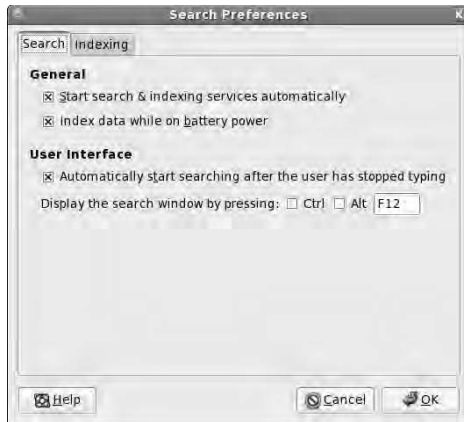 Search Preferences
Search Indexing
General
Start search & indexing services automatically
Index data while on battery power
User Interface
Automatically start searching after the user has stopped typing
Display the search window by pressing: Ctrl Alt F12
Help Cancel OK